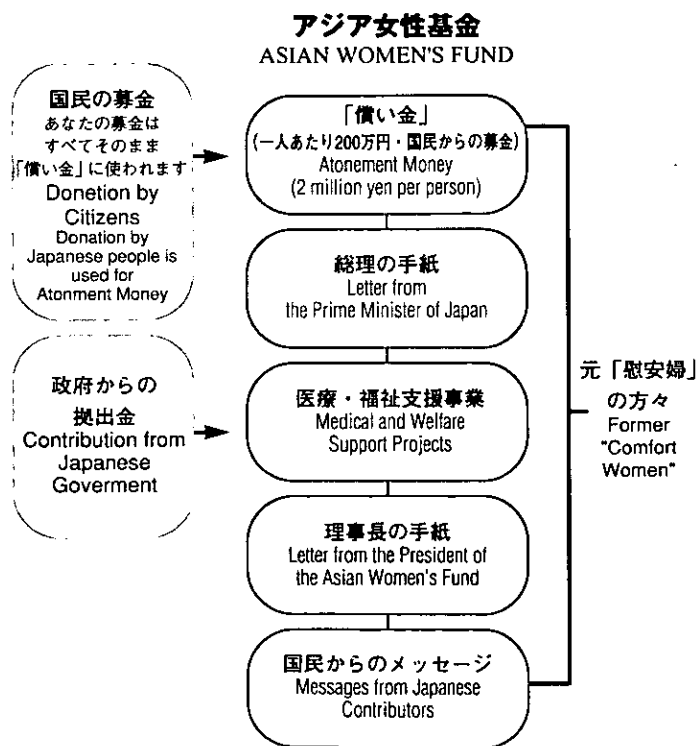 アジア女性基金
ASIAN WOMEN'S FUND
国民の募金
あなたの募金は
すべてそのまま
「償い金」に使われます
Donetion by
Citizens
Donation by
Japanese people is
used for
Atonment Money
「償い金」
(一人あたり200万円・国民からの募金)
Atonement Money
(2 million yen per person)
総理の手紙
Letter from
the Prime Minister of Japan
政府からの
拠出金
Contribution from
Japanese
Goverment
医療・福祉支援事業
Medical and Welfare
Support Projects
理事長の手紙
Letter from the President of
the Asian Women's Fund
国民からのメッセージ
Messages from Japanese
Contributors
元「慰安婦」
の方々
Former
"Comfort
Women"